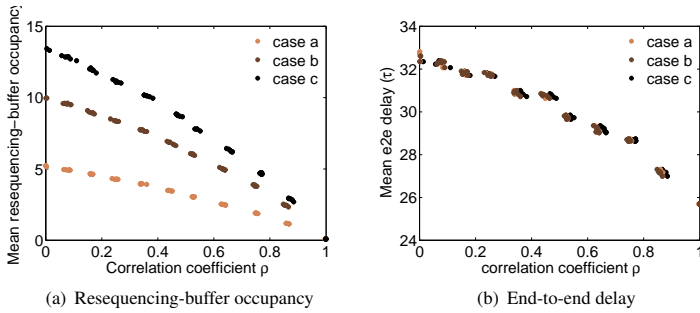 15
10
5
0
0
0.2
0.4
0.6
0.8
1
Mean resequencing−buffer occupancy
Correlation coefficient ρ
case a
case b
case c
(a) Resequencing-buffer occupancy
34
32
30
28
26
24
0
0.2
0.4
0.6
0.8
1
Mean e2e delay (τ)
correlation coefficient ρ
case a
case b
case c
(b) End-to-end delay